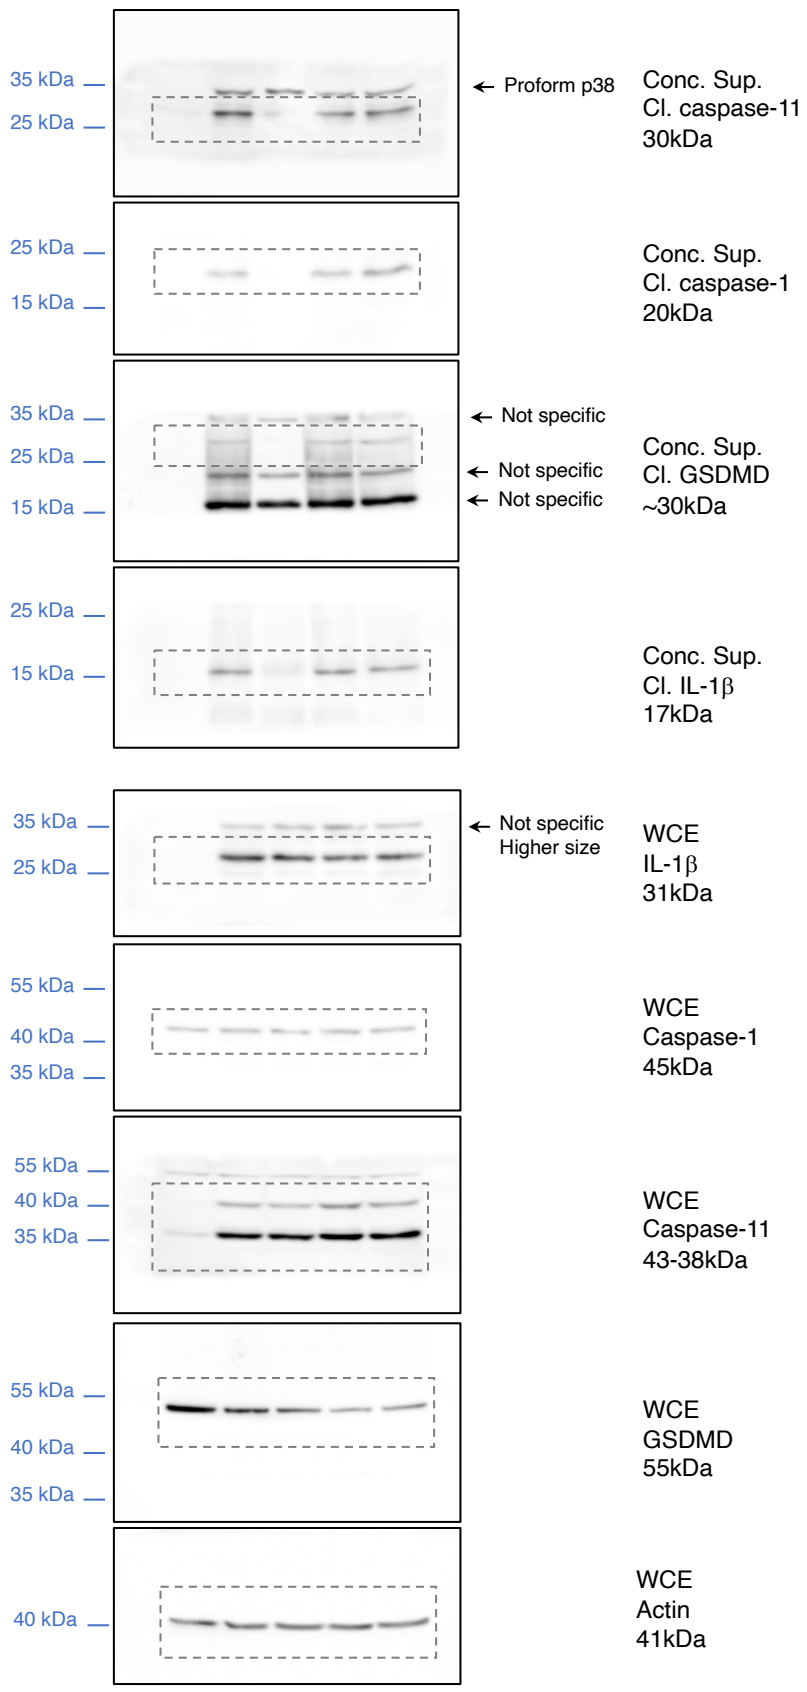 35 kDa
25 kDa
Proform p38
Conc. Sup.
Cl. caspase-11
30kDa
25 kDa
15 kDa
Conc. Sup.
Cl. caspase-1
20kDa
35 kDa
25 kDa
15 kDa
Not specific
Not specific
Not specific
Conc. Sup.
Cl. GSDMD
~30kDa
25 kDa
15 kDa
Conc. Sup.
Cl. IL-1β
17kDa
35 kDa
25 kDa
Not specific
Higher size
WCE
IL-1β
31kDa
55 kDa
40 kDa
35 kDa
WCE
Caspase-1
45kDa
55 kDa
40 kDa
35 kDa
WCE
Caspase-11
43-38kDa
55 kDa
40 kDa
35 kDa
WCE
GSDMD
55kDa
40 kDa
WCE
Actin
41kDa